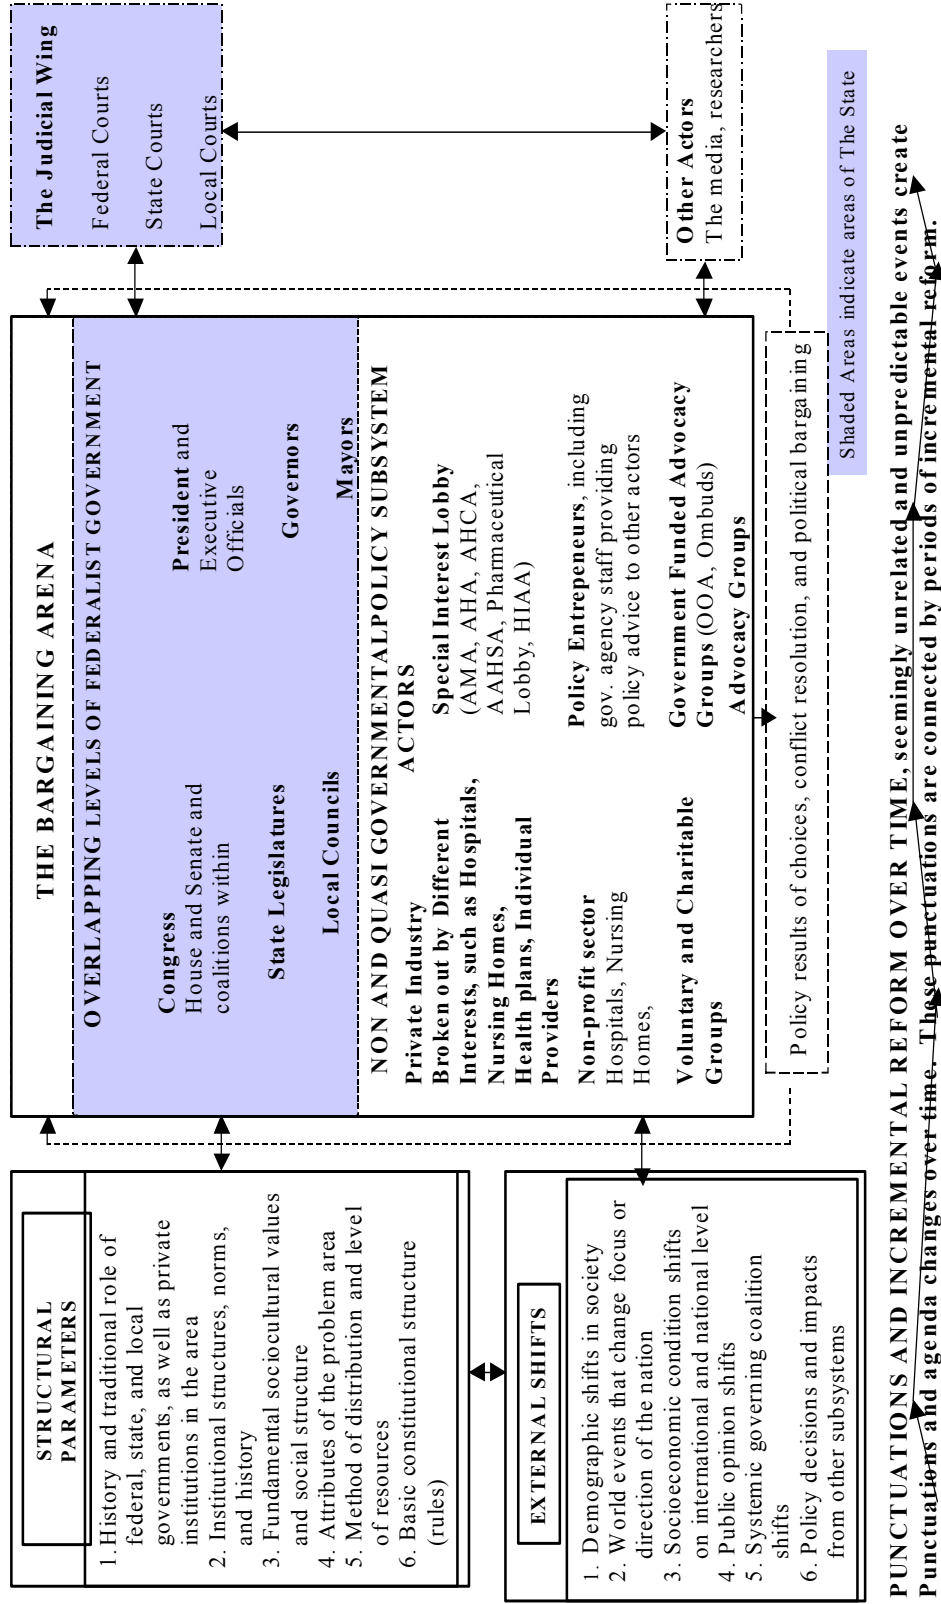 STRUCTURAL
PARAMETERS
1. History and traditional role of
federal, state, and local
governments, as well as private
institutions in the area
2. Institutional structures, norms,
and history
3. Fundamental sociocultural values
and social structure
4. Attributes of the problem area
5. Method of distribution and level
of resources
6. Basic constitutional structure
(rules)
EXTERNAL SHIFTS
1. Demographic shifts in society
2. World events that change focus or
direction of the nation
3. Socioeconomic condition shifts
on international and national level
4. Public opinion shifts
5. Systemic governing coalition
shifts
6. Policy decisions and impacts
from other subsystems
THE BARGAINING ARENA
OVERLAPPING LEVELS OF FEDERALIST GOVERNMENT
Congress
House and Senate and
coalitions within
State Legislatures
Local Councils
President and
Executive
Officials
Governors
Mayors
NON AND QUASI GOVERNMENTAL POLICY SUBSYSTEM
ACTORS
Private Industry
Broken out by Different
Interests, such as Hospitals,
Nursing Homes,
Health plans, Individual
Providers
Non-profit sector
Hospitals, Nursing
Homes,
Voluntary and Charitable
Groups
Special Interest Lobby
(AMA, AHA, AHCA,
AAHSA, Pharmaceutical
Lobby, HIAA)
Policy Entrepeneurs, including
gov. agency staff providing
policy advice to other actors
Government Funded Advocacy
Groups (OOA, Ombuds)
Advocacy Groups
Policy results of choices, conflict resolution, and political bargaining
The Judicial Wing
Federal Courts
State Courts
Local Courts
Other Actors
The media, researchers
Shaded Areas indicate areas of The State
PUNCTUATIONS AND INCREMENTAL REFORM OVER TIME, seemingly unrelated and unpredictable events create
Punctuations and agenda changes over time. These punctuations are connected by periods of incremental reform.